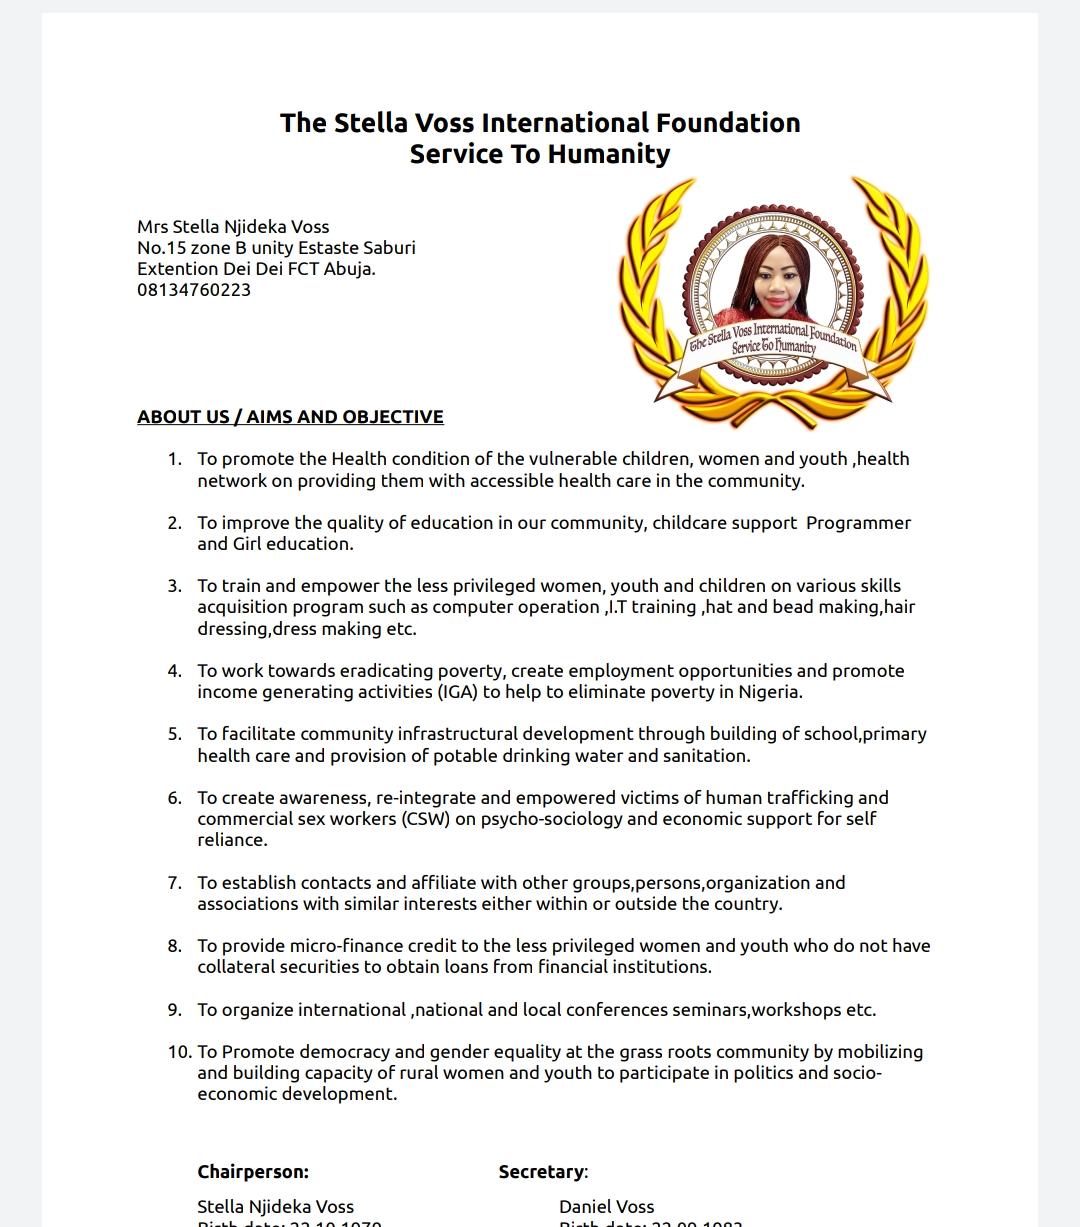 The Stella Voss International Foundation
Service To Humanity
Mrs Stella Njideka Voss
No.15 zone B unity Estaste Saburi
Extention Dei Dei FCT Abuja.
08134760223
The Stella Voss International Foundation
Service To Humanity
ABOUT US / AIMS AND OBJECTIVE
1. To promote the Health condition of the vulnerable children, women and youth ,health
network on providing them with accessible health care in the community.
2. To improve the quality of education in our community, childcare support  Programmer
and Girl education.
3. To train and empower the less privileged women, youth and children on various skills
acquisition program such as computer operation ,I.T training ,hat and bead making,hair
dressing,dress making etc.
4. To work towards eradicating poverty, create employment opportunities and promote
income generating activities (IGA) to help to eliminate poverty in Nigeria.
5. To facilitate community infrastructural development through building of school,primary
health care and provision of potable drinking water and sanitation.
6. To create awareness, re-integrate and empowered victims of human trafficking and
commercial sex workers (CSW) on psycho-sociology and economic support for self
reliance.
7. To establish contacts and affiliate with other groups,persons,organization and
associations with similar interests either within or outside the country.
8. To provide micro-finance credit to the less privileged women and youth who do not have
collateral securities to obtain loans from financial institutions.
9. To organize international ,national and local conferences seminars,workshops etc.
10. To Promote democracy and gender equality at the grass roots community by mobilizing
and building capacity of rural women and youth to participate in politics and socio-
economic development.
Chairperson: Secretary:
Stella Njideka Voss Daniel Voss
Birth date: Birth date: